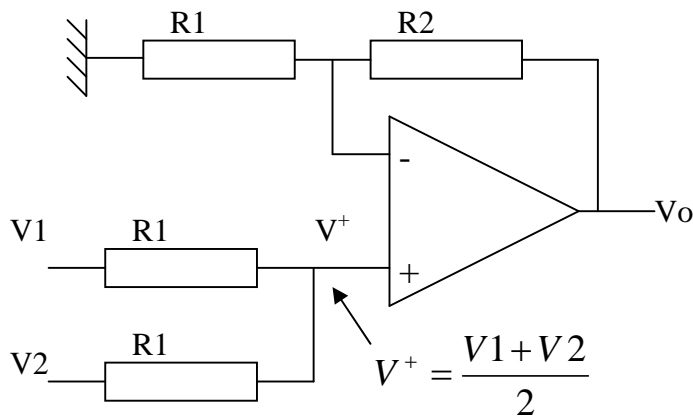 R1
R2
-
Vo
V1
R1
V⁺
+
R1
V2
V⁺ = (V1+V2)/2